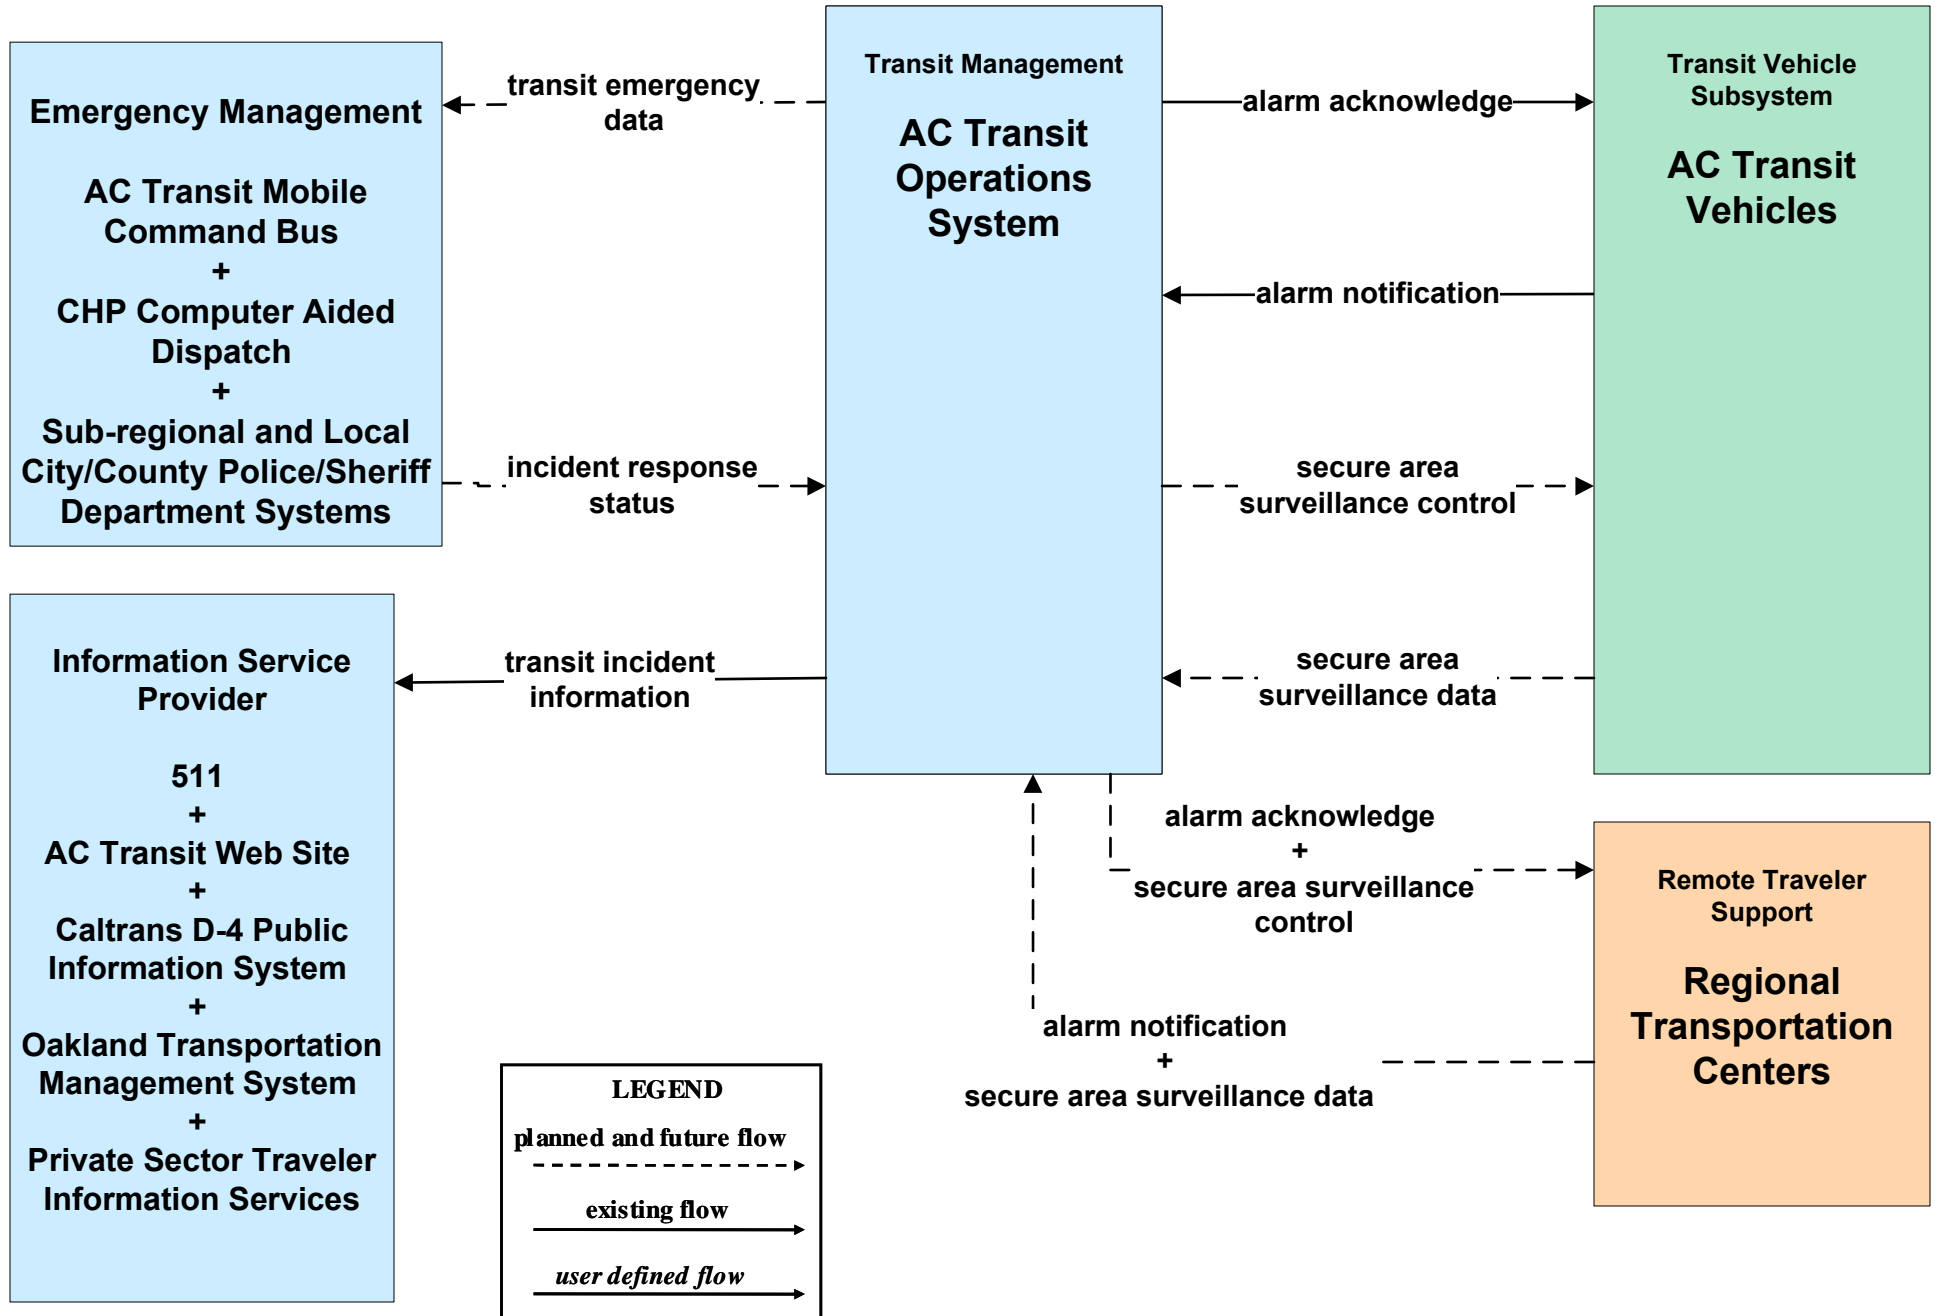 Emergency Management
AC Transit Mobile
Command Bus
+
CHP Computer Aided
Dispatch
+
Sub-regional and Local
City/County Police/Sheriff
Department Systems
transit emergency
data
incident response
status
Information Service
Provider
511
+
AC Transit Web Site
+
Caltrans D-4 Public
Information System
+
Oakland Transportation
Management System
+
Private Sector Traveler
Information Services
transit incident
information
Transit Management
AC Transit
Operations
System
alarm acknowledge
alarm notification
secure area
surveillance control
secure area
surveillance data
Transit Vehicle
Subsystem
AC Transit
Vehicles
alarm acknowledge
+
secure area surveillance
control
alarm notification
+
secure area surveillance data
Remote Traveler
Support
Regional
Transportation
Centers
LEGEND
planned and future flow
existing flow
user defined flow